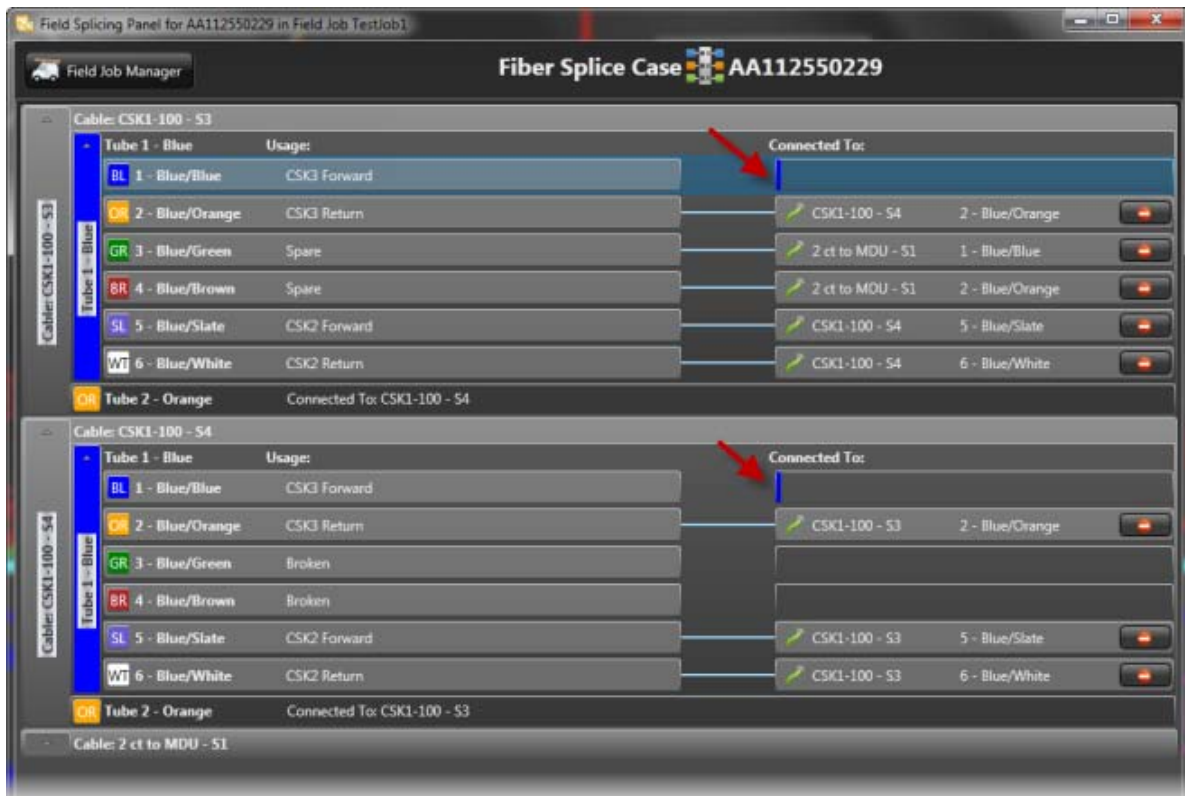 Field Splicing Panel for AA112550229 in Field Job TestJob1
Field Job Manager
Fiber Splice Case AA112550229
Cable: CSK1-100 - S3
Cable: CSK1-100 - S3
Tube 1 - Blue
Tube 1 - Blue Usage: Connected To:
BL 1 - Blue/Blue CSK3 Forward
OR 2 - Blue/Orange CSK3 Return CSK1-100 - S4 2 - Blue/Orange
GR 3 - Blue/Green Spare 2 ct to MDU - S1 1 - Blue/Blue
BR 4 - Blue/Brown Spare 2 ct to MDU - S1 2 - Blue/Orange
SL 5 - Blue/Slate CSK2 Forward CSK1-100 - S4 5 - Blue/Slate
WT 6 - Blue/White CSK2 Return CSK1-100 - S4 6 - Blue/White
OR Tube 2 - Orange Connected To: CSK1-100 - S4
Cable: CSK1-100 - S4
Cable: CSK1-100 - S4
Tube 1 - Blue
Tube 1 - Blue Usage: Connected To:
BL 1 - Blue/Blue CSK3 Forward
OR 2 - Blue/Orange CSK3 Return CSK1-100 - S3 2 - Blue/Orange
GR 3 - Blue/Green Broken
BR 4 - Blue/Brown Broken
SL 5 - Blue/Slate CSK2 Forward CSK1-100 - S3 5 - Blue/Slate
WT 6 - Blue/White CSK2 Return CSK1-100 - S3 6 - Blue/White
OR Tube 2 - Orange Connected To: CSK1-100 - S3
Cable: 2 ct to MDU - S1